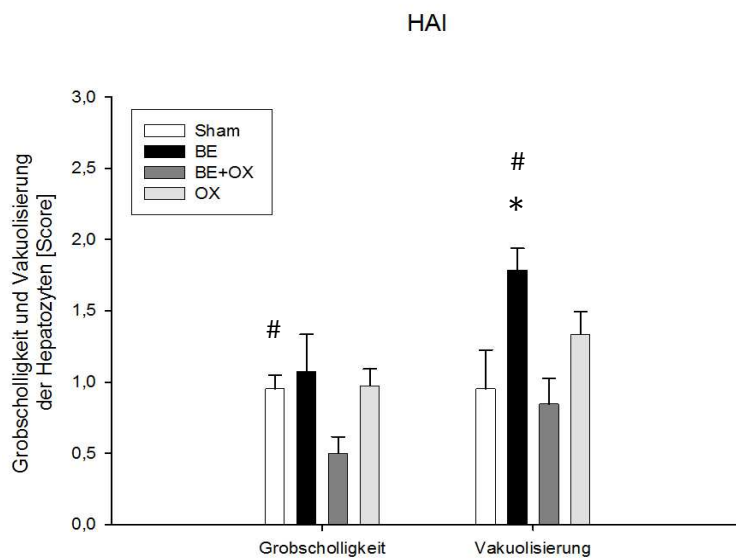 HAI
Grobscholligkeit und Vakuolisierung
der Hepatozyten [Score]
3,0
2,5
2,0
1,5
1,0
0,5
0,0
Sham
BE
BE+OX
OX
#
#
*
Grobscholligkeit
Vakuolisierung